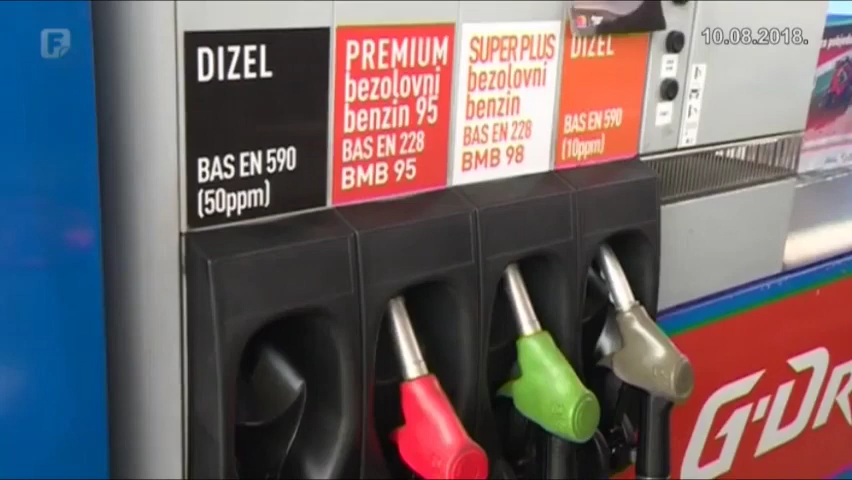 10.08.2018.
DIZEL
BAS EN 590
(50ppm)
PREMIUM
bezolovni
benzin 95
BAS EN 228
BMB 95
SUPER PLUS
bezolovni
benzin
BAS EN 228
BMB 98
DIZEL
BAS EN 590
(10ppm)
G-Dr